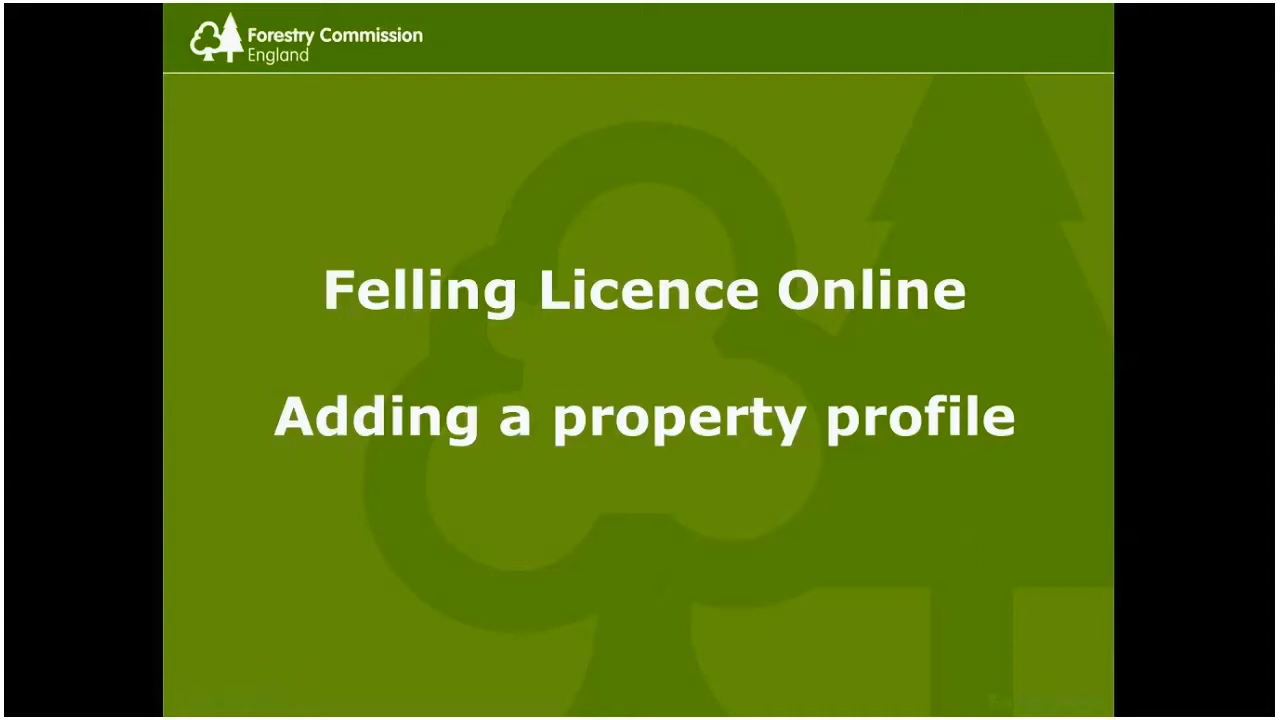 Forestry Commission
England
Felling Licence Online
Adding a property profile